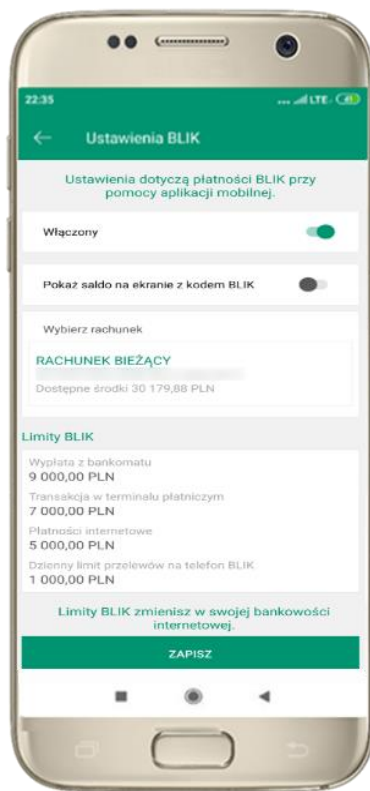 22:35
LTE
Ustawienia BLIK
Ustawienia dotyczą płatności BLIK przy
pomocy aplikacji mobilnej.
Włączony
Pokaż saldo na ekranie z kodem BLIK
Wybierz rachunek
RACHUNEK BIEŻĄCY
Dostępne środki 30 179,88 PLN
Limity BLIK
Wypłata z bankomatu
9 000,00 PLN
Transakcja w terminalu płatniczym
7 000,00 PLN
Płatności internetowe
5 000,00 PLN
Dzienny limit przelewów na telefon BLIK
1 000,00 PLN
Limity BLIK zmienisz w swojej bankowości
internetowej.
ZAPISZ